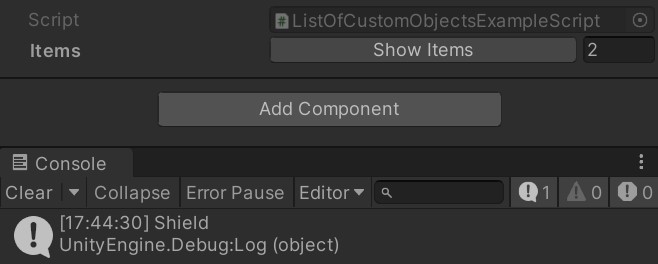 Script ListOfCustomObjectsExampleScript
Items Show Items 2
Add Component
Console
Clear Collapse Error Pause Editor 1 0 0
[17:44:30] Shield
UnityEngine.Debug:Log (object)